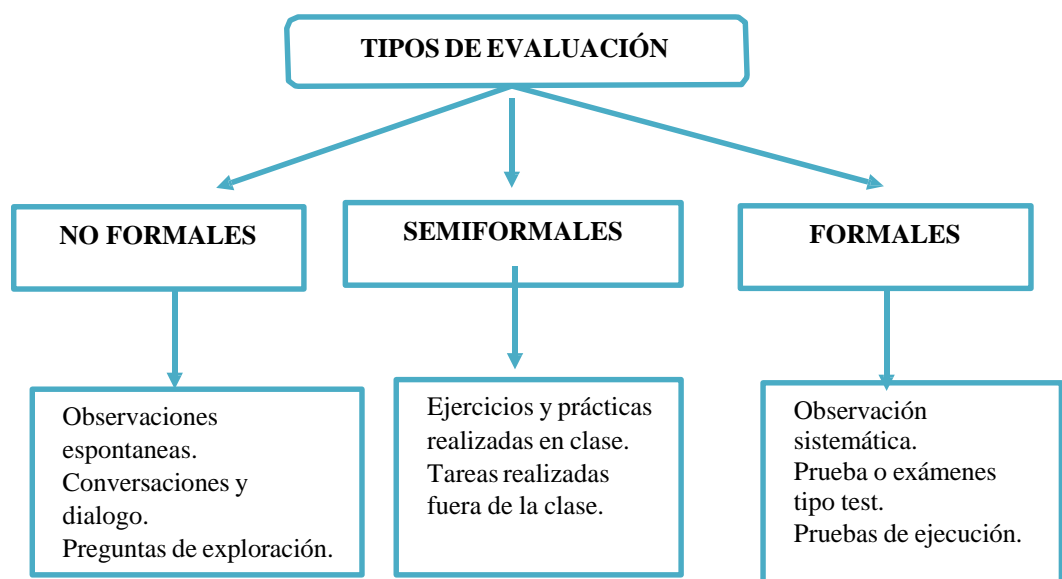 TIPOS DE EVALUACIÓN
NO FORMALES
SEMIFORMALES
FORMALES
Observaciones
espontaneas.
Conversaciones y
dialogo.
Preguntas de exploración.
Ejercicios y prácticas
realizadas en clase.
Tareas realizadas
fuera de la clase.
Observación
sistemática.
Prueba o exámenes
tipo test.
Pruebas de ejecución.